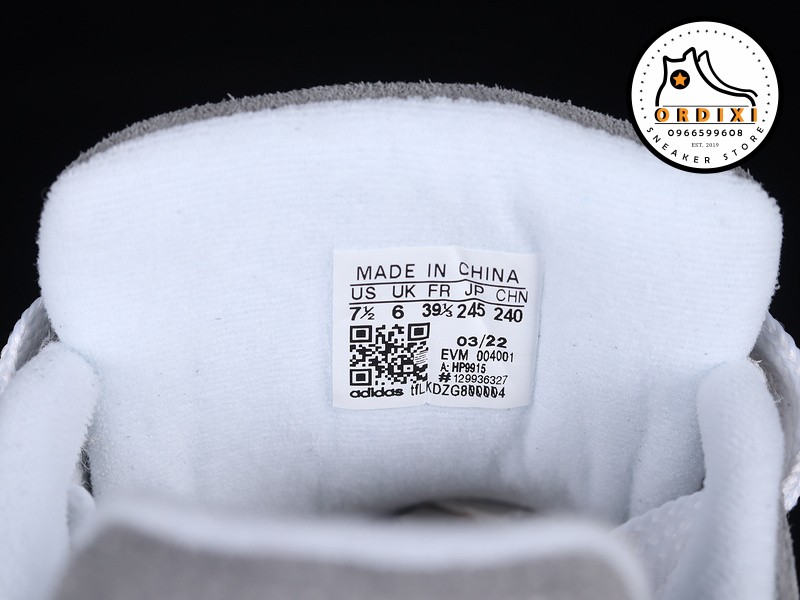 ORDIXI
0966599608
EST. 2019
SNEAKER STORE
MADE IN CHINA
US UK FR JP CHN
7½ 6 39⅓ 245 240
03/22
EVM 004001
A: HP9915
# 129936327
adidas